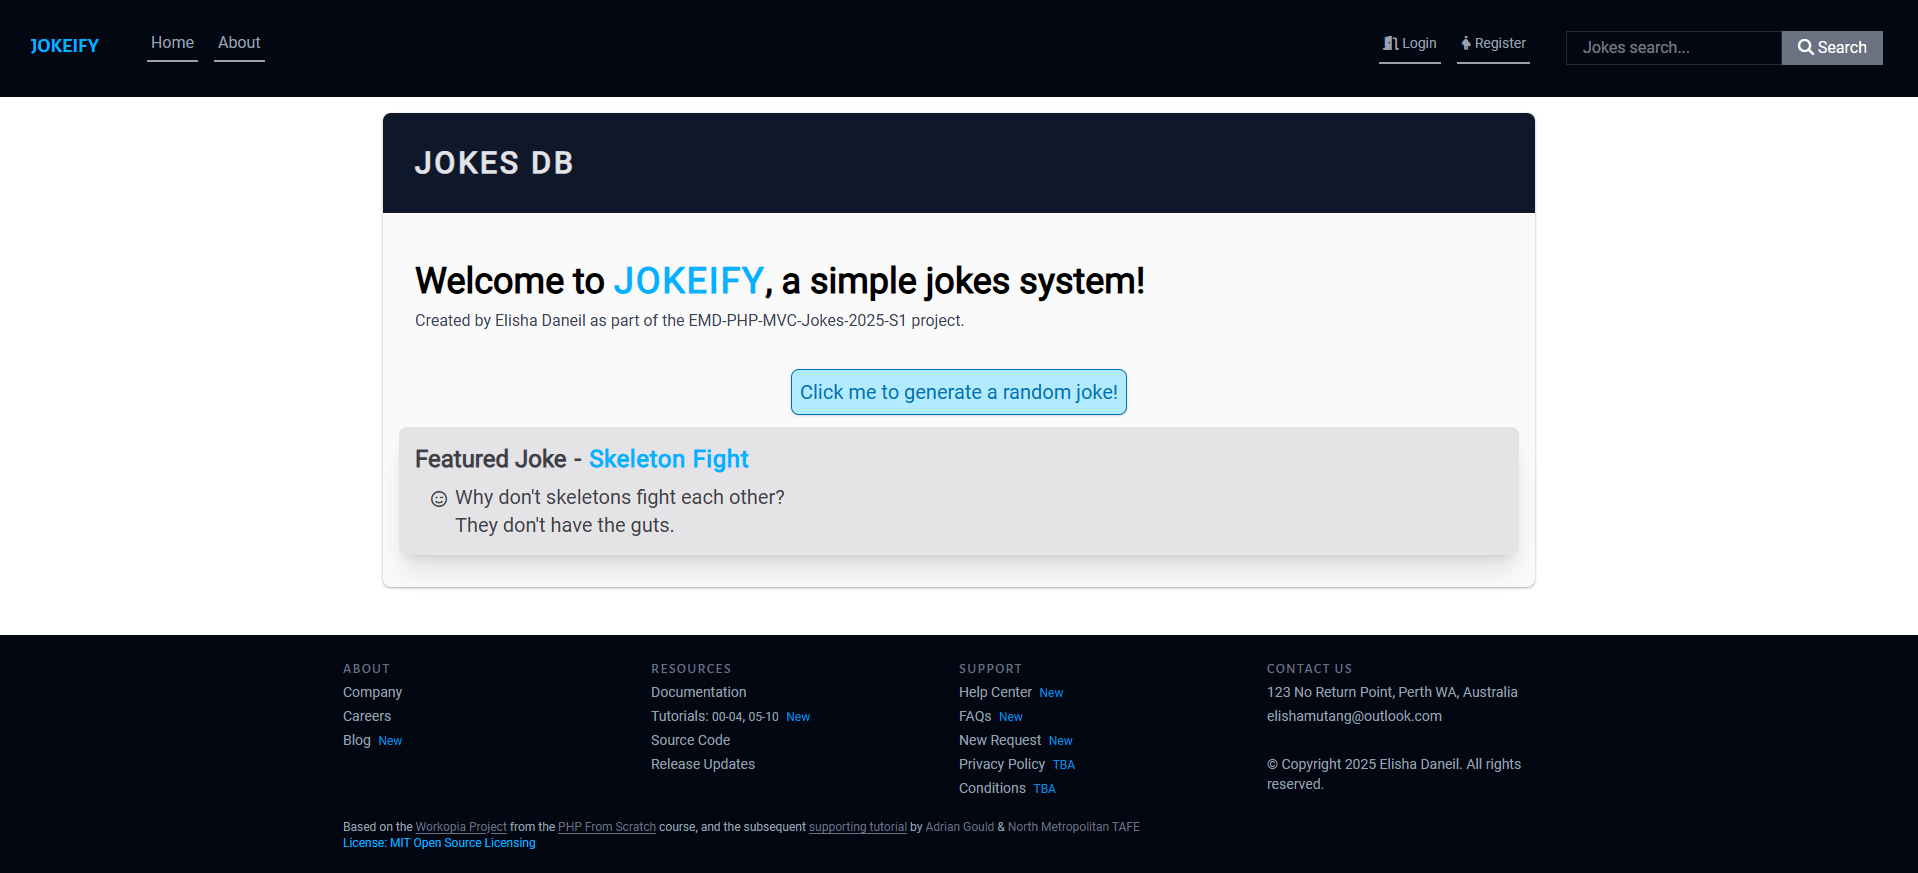 JOKEIFY
Home About
Login Register
Jokes search... Search
JOKES DB
Welcome to JOKEIFY, a simple jokes system!
Created by Elisha Daneil as part of the EMD-PHP-MVC-Jokes-2025-S1 project.
Click me to generate a random joke!
Featured Joke - Skeleton Fight
Why don't skeletons fight each other?
They don't have the guts.
ABOUT
Company
Careers
Blog New
RESOURCES
Documentation
Tutorials: 00-04, 05-10 New
Source Code
Release Updates
SUPPORT
Help Center New
FAQs New
New Request New
Privacy Policy TBA
Conditions TBA
CONTACT US
123 No Return Point, Perth WA, Australia
elishamutang@outlook.com
© Copyright 2025 Elisha Daneil. All rights
reserved.
Based on the Workopia Project from the PHP From Scratch course, and the subsequent supporting tutorial by Adrian Gould & North Metropolitan TAFE
License: MIT Open Source Licensing